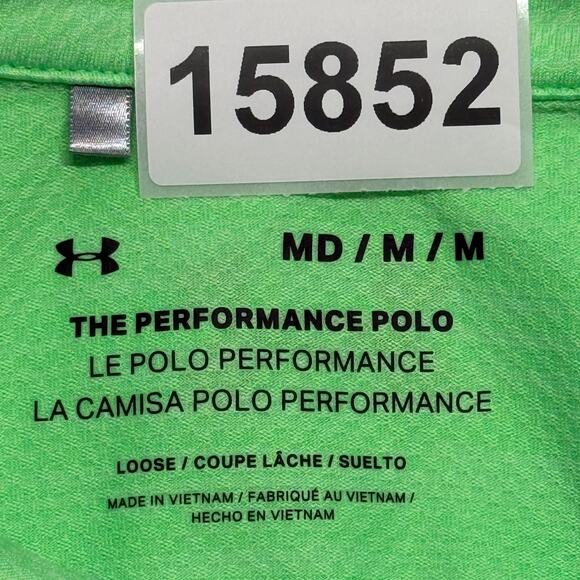 15852
MD / M / M
THE PERFORMANCE POLO
LE POLO PERFORMANCE
LA CAMISA POLO PERFORMANCE
LOOSE / COUPE LÂCHE / SUELTO
MADE IN VIETNAM / FABRIQUÉ AU VIETNAM /
HECHO EN VIETNAM